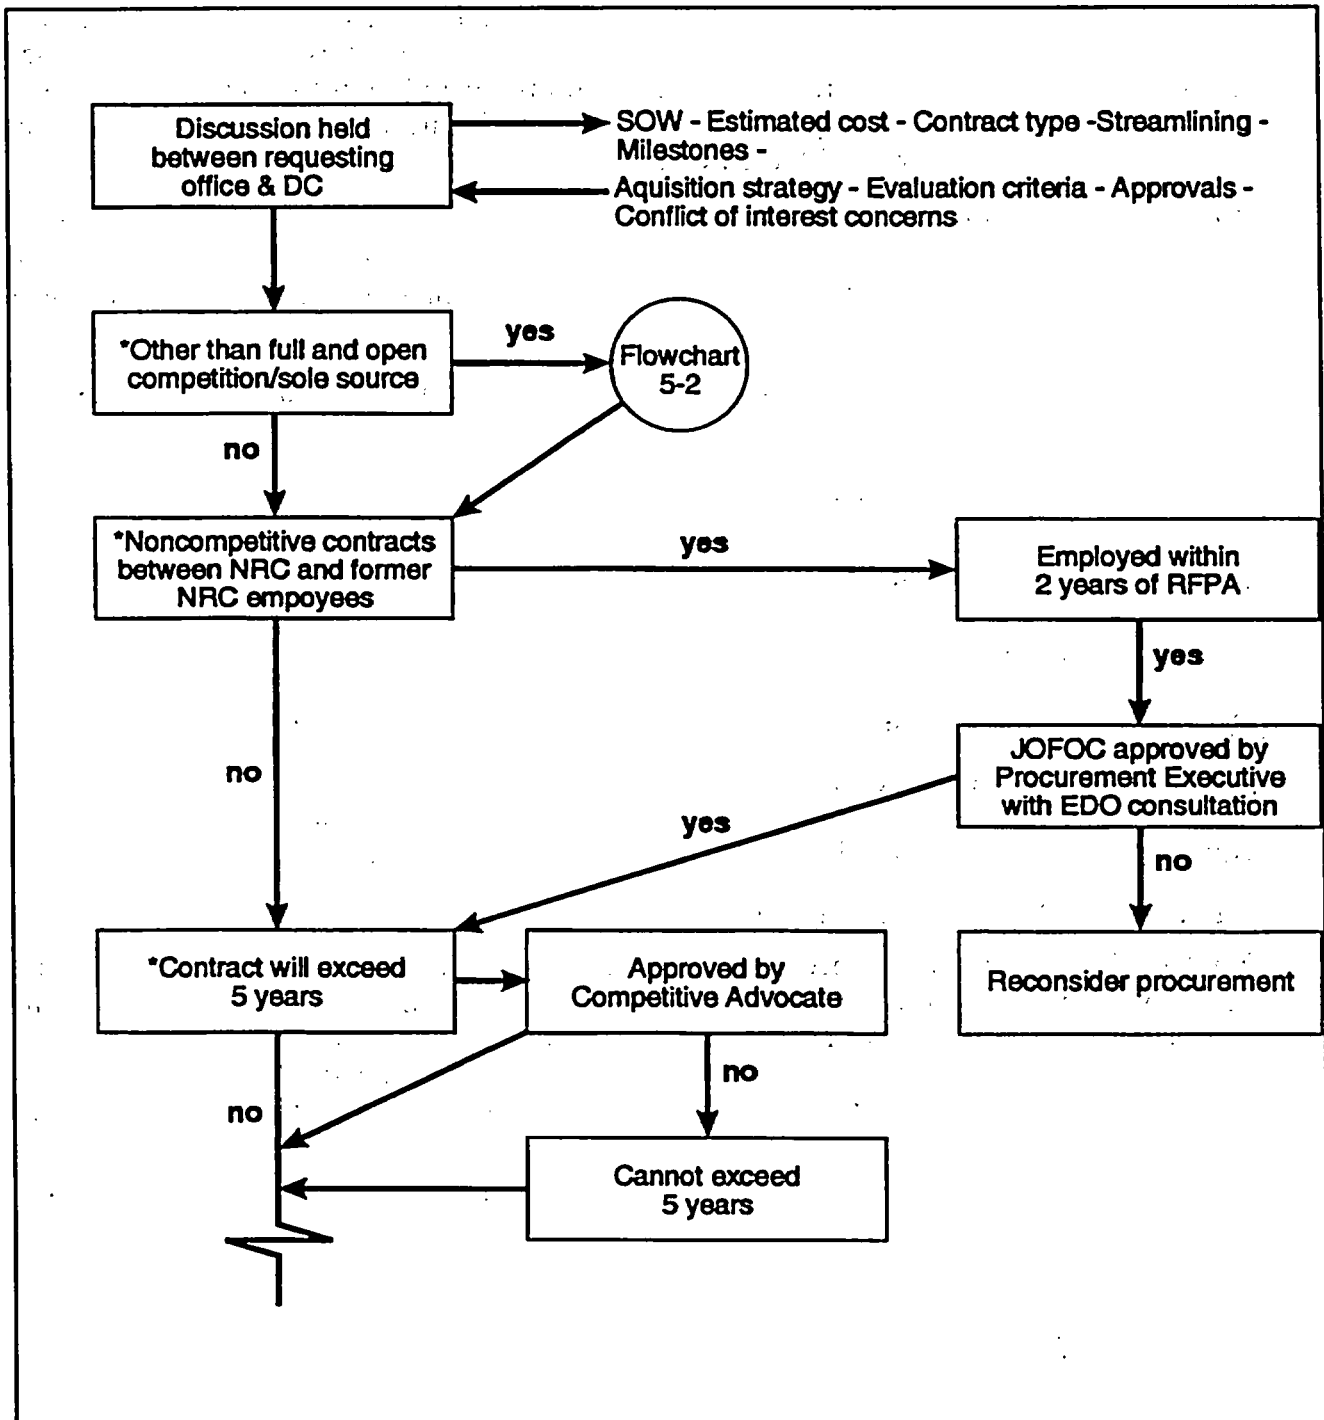 Discussion held
between requesting
office & DC
SOW - Estimated cost - Contract type -Streamlining -
Milestones -
Aquisition strategy - Evaluation criteria - Approvals -
Conflict of interest concerns
*Other than full and open
competition/sole source
yes
Flowchart
5-2
no
*Noncompetitive contracts
between NRC and former
NRC empoyees
yes
Employed within
2 years of RFPA
yes
no
JOFOC approved by
Procurement Executive
with EDO consultation
yes
no
*Contract will exceed
5 years
Approved by
Competitive Advocate
Reconsider procurement
no
no
Cannot exceed
5 years